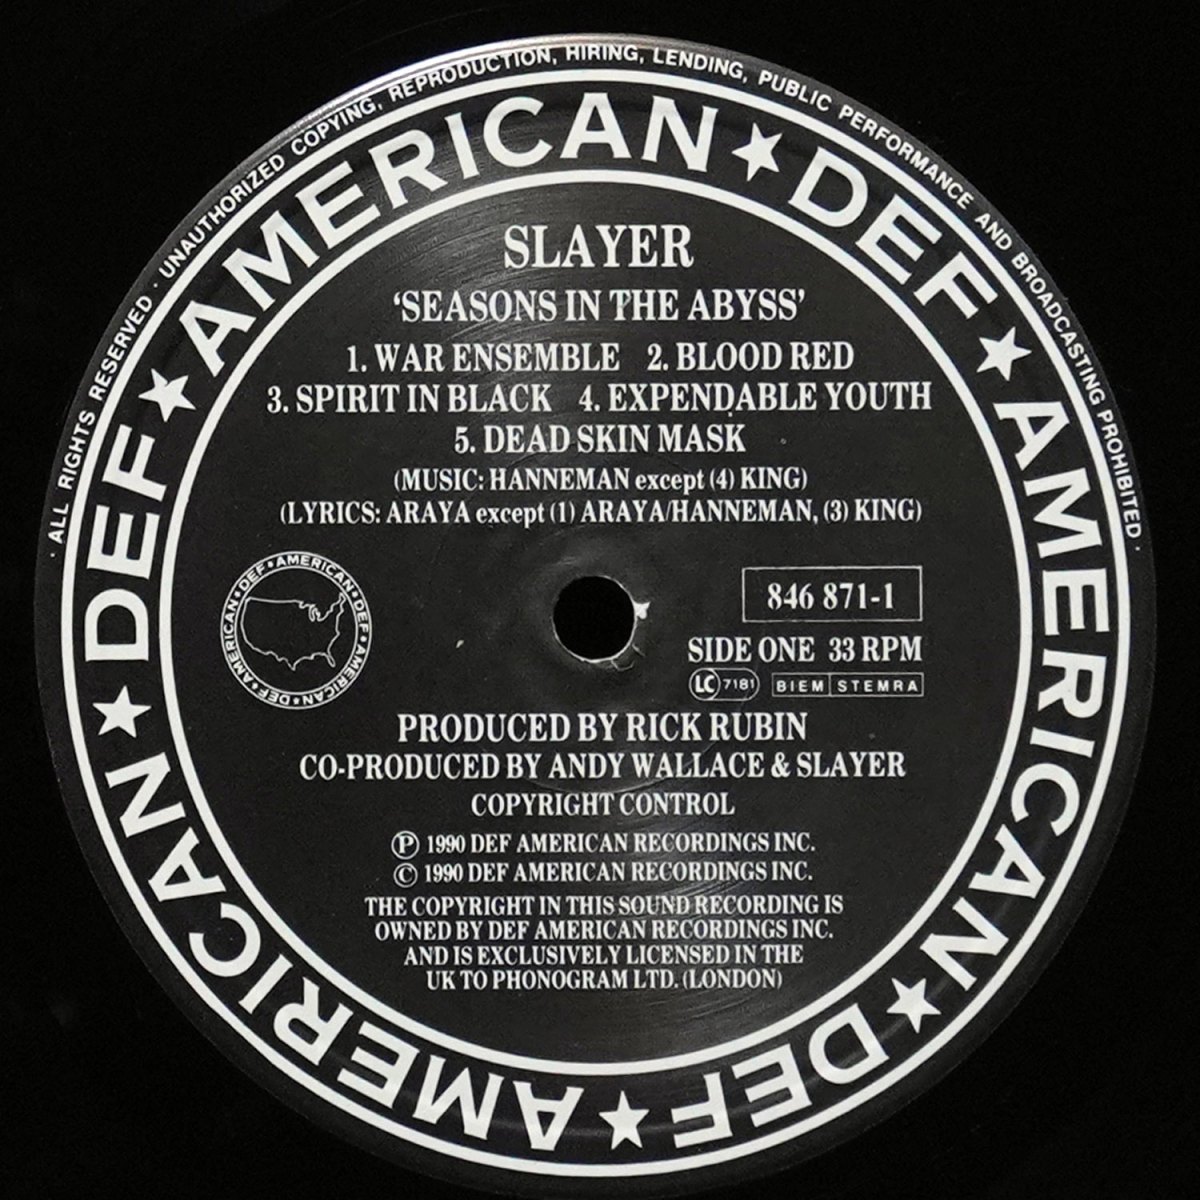 · ALL RIGHTS RESERVED · UNAUTHORIZED COPYING, REPRODUCTION, HIRING, LENDING, PUBLIC PERFORMANCE AND BROADCASTING PROHIBITED ·
DEF ★ AMERICAN ★ DEF ★ AMERICAN ★ DEF ★ AMERICAN ★
SLAYER
‘SEASONS IN THE ABYSS’
1. WAR ENSEMBLE 2. BLOOD RED
3. SPIRIT IN BLACK 4. EXPENDABLE YOUTH
5. DEAD SKIN MASK
(MUSIC: HANNEMAN except (4) KING)
(LYRICS: ARAYA except (1) ARAYA/HANNEMAN, (3) KING)
DEF ★ AMERICAN ★ DEF ★ AMERICAN ★ DEF ★ AMERICAN ★
846 871-1
SIDE ONE 33 RPM
LC 7181 BIEM STEMRA
PRODUCED BY RICK RUBIN
CO-PRODUCED BY ANDY WALLACE & SLAYER
COPYRIGHT CONTROL
Ⓟ 1990 DEF AMERICAN RECORDINGS INC.
© 1990 DEF AMERICAN RECORDINGS INC.
THE COPYRIGHT IN THIS SOUND RECORDING IS
OWNED BY DEF AMERICAN RECORDINGS INC.
AND IS EXCLUSIVELY LICENSED IN THE
UK TO PHONOGRAM LTD. (LONDON)